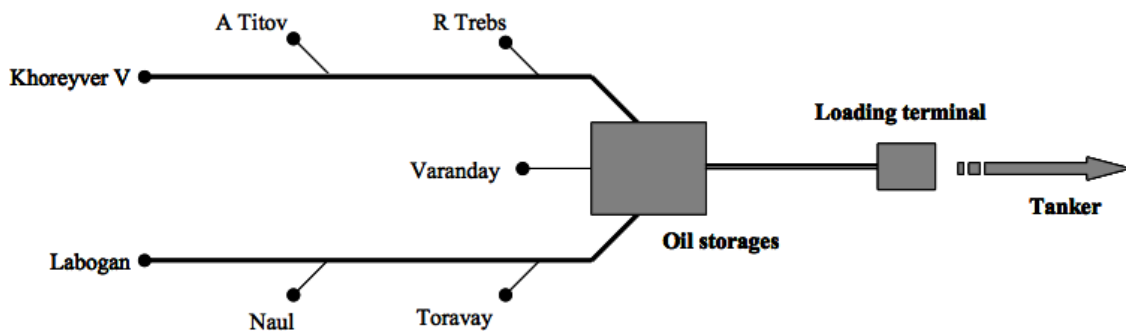 A Titov
R Trebs
Khoreyver V
Loading terminal
Varanday
Tanker
Oil storages
Labogan
Naul
Toravay